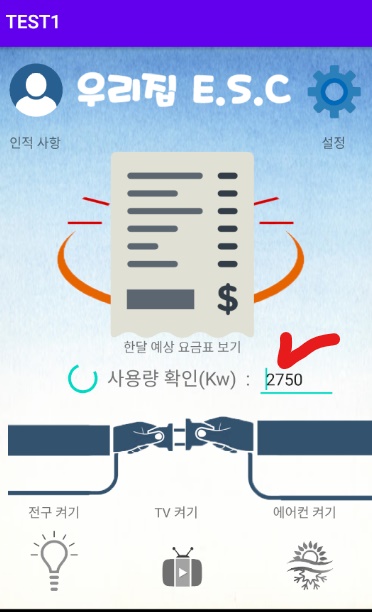 TEST1
우리집 E.S.C
인적 사항
설정
$
한달 예상 요금표 보기
사용량 확인(Kw) : 2750
전구 켜기
TV 켜기
에어컨 켜기